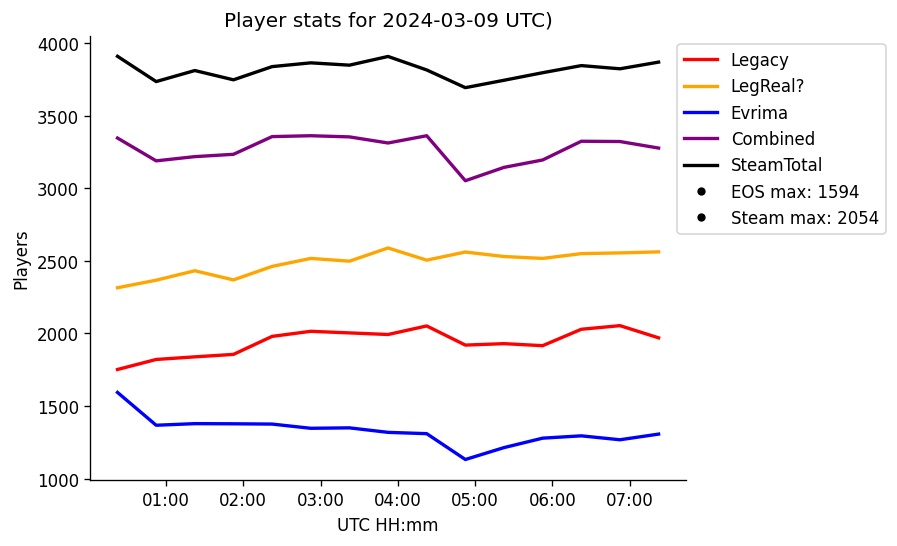 Player stats for 2024-03-09 UTC)
4000
3500
3000
2500
2000
1500
1000
Players
01:00 02:00 03:00 04:00 05:00 06:00 07:00
UTC HH:mm
Legacy
LegReal?
Evrima
Combined
SteamTotal
EOS max: 1594
Steam max: 2054